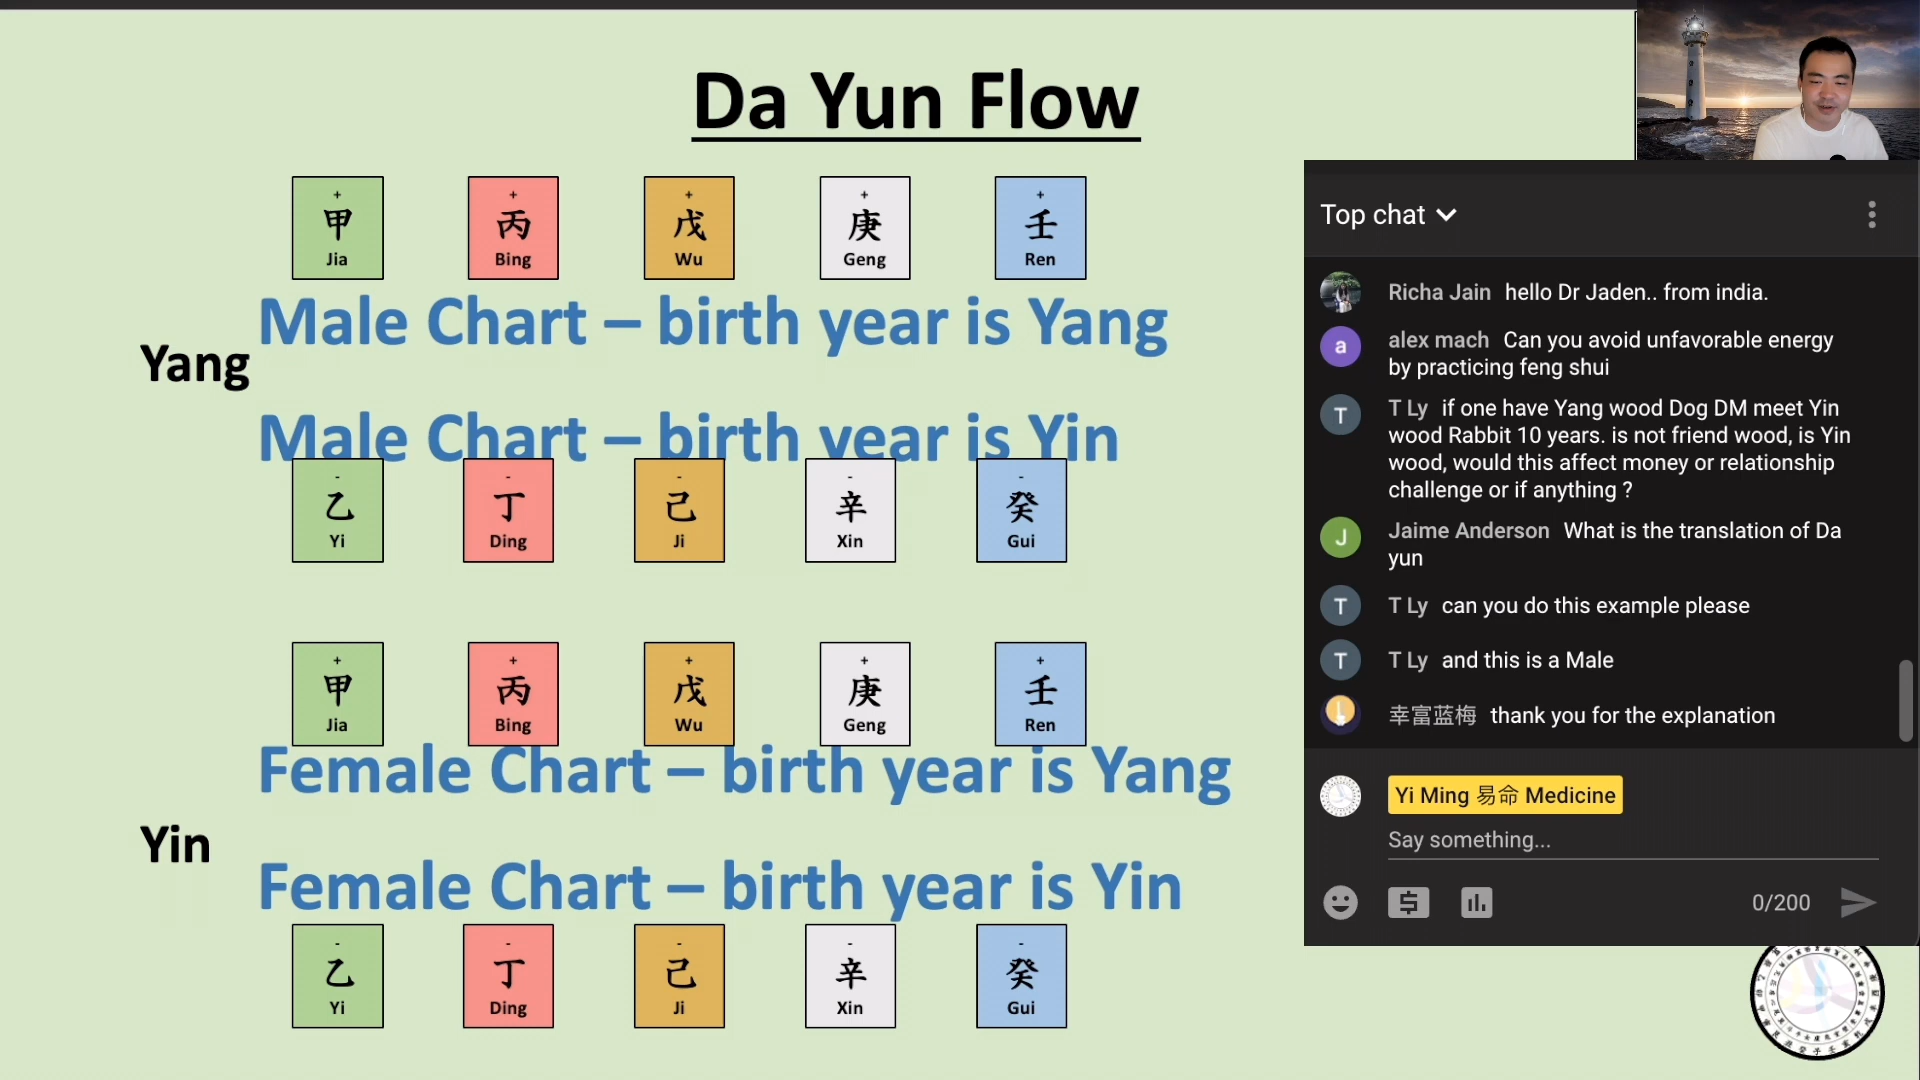 Da Yun Flow
+ + + + +
甲 丙 戊 庚 壬
Jia Bing Wu Geng Ren
Male Chart – birth year is Yang
Yang
Male Chart – birth year is Yin
- - - - -
乙 丁 己 辛 癸
Yi Ding Ji Xin Gui
+ + + + +
甲 丙 戊 庚 壬
Jia Bing Wu Geng Ren
Female Chart – birth year is Yang
Yin
Female Chart – birth year is Yin
- - - - -
乙 丁 己 辛 癸
Yi Ding Ji Xin Gui
Top chat
Richa Jain hello Dr Jaden.. from india.
a
alex mach Can you avoid unfavorable energy
by practicing feng shui
T
T Ly if one have Yang wood Dog DM meet Yin
wood Rabbit 10 years. is not friend wood, is Yin
wood, would this affect money or relationship
challenge or if anything ?
J
Jaime Anderson What is the translation of Da
yun
T
T Ly can you do this example please
T
T Ly and this is a Male
幸富蓝梅 thank you for the explanation
Yi Ming 易命 Medicine
Say something...
$
0/200